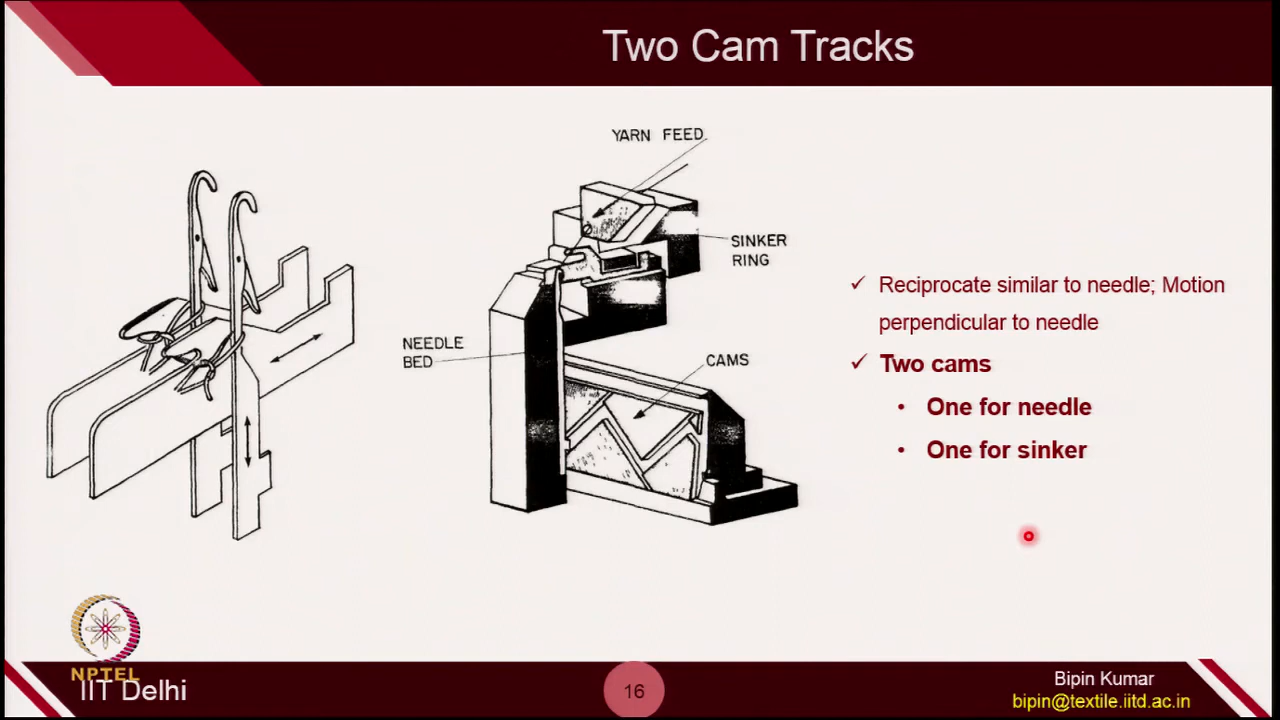 Two Cam Tracks
YARN FEED
SINKER
RING
NEEDLE
BED
CAMS
✓ Reciprocate similar to needle; Motion
perpendicular to needle
✓ Two cams
• One for needle
• One for sinker
NPTEL
IIT Delhi
16
Bipin Kumar
bipin@textile.iitd.ac.in